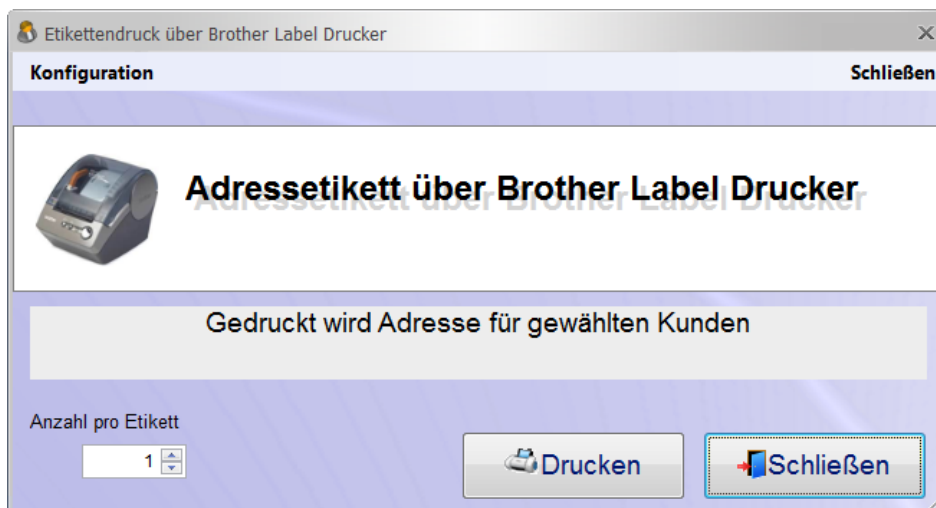 Etikettendruck über Brother Label Drucker
Konfiguration Schließen
Adressetikett über Brother Label Drucker
Gedruckt wird Adresse für gewählten Kunden
Anzahl pro Etikett
1
Drucken
Schließen